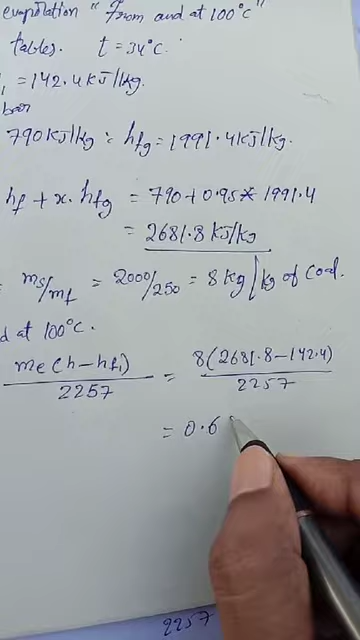 evaporation "From and at 100°C"
tables. t = 34°C.
= 142.4 KJ/kg.
bar
790 KJ/kg hfg = 1991.4 KJ/kg.
hf + x. hfg = 790 + 0.95 * 1991.4
= 2681.8 KJ/kg
= ms/mf = 2000/250 = 8 kg/kg of Coal.
d at 100°C.
me (h - hf1) / 2257 = 8(2681.8 - 142.4) / 2257
= 0.6
2257